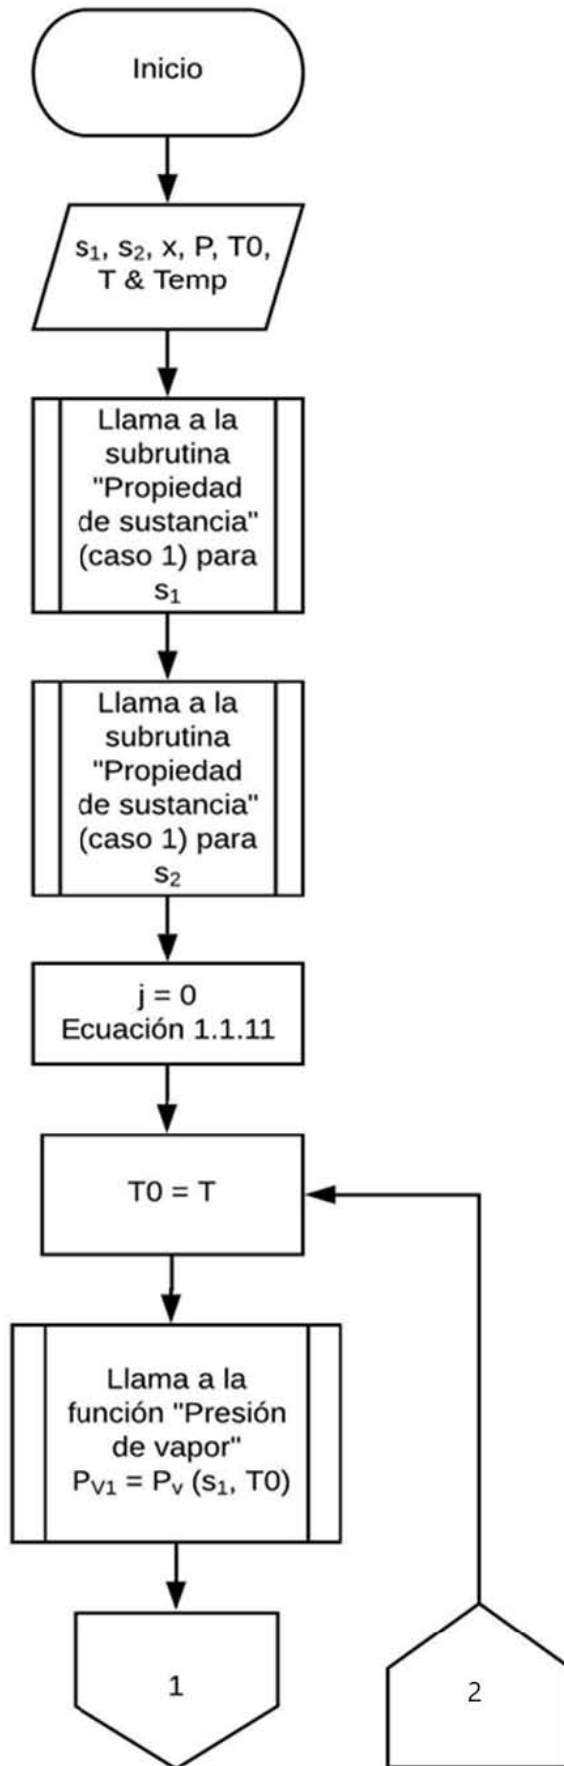 Inicio
s₁, s₂, x, P, T0,
T & Temp
Llama a la
subrutina
"Propiedad
de sustancia"
(caso 1) para
s₁
Llama a la
subrutina
"Propiedad
de sustancia"
(caso 1) para
s₂
j = 0
Ecuación 1.1.11
T0 = T
Llama a la
función "Presión
de vapor"
P_V1 = P_v (s₁, T0)
1
2